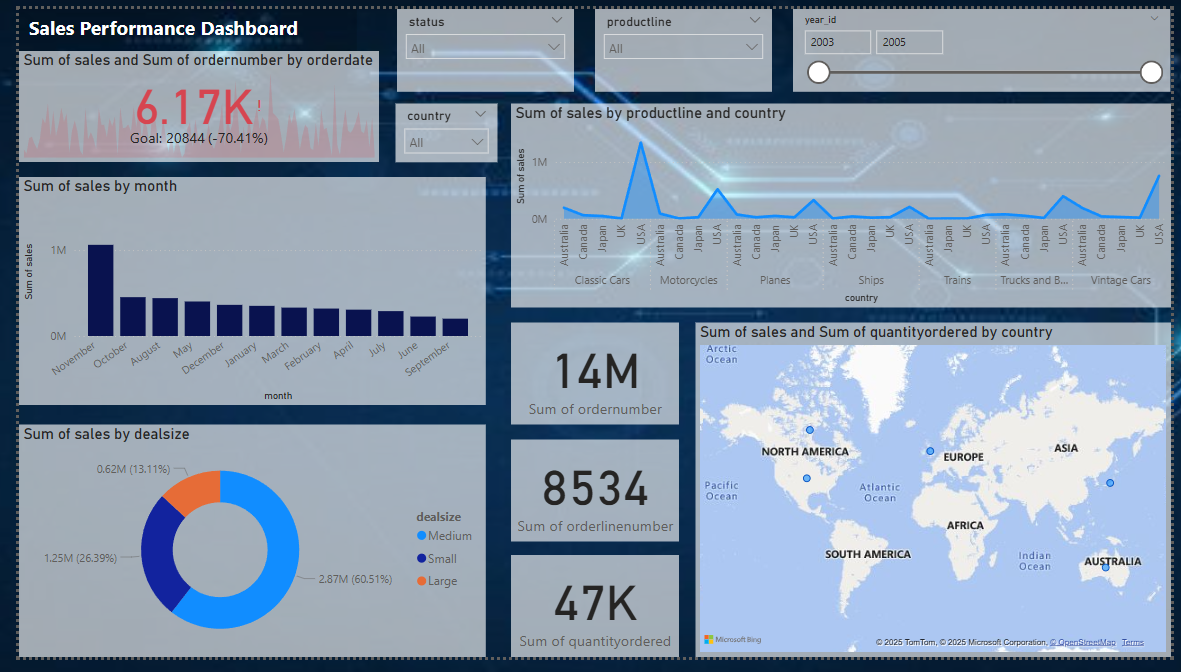 Sales Performance Dashboard
status
All
productline
All
year_id
2003
2005
Sum of sales and Sum of ordernumber by orderdate
6.17K!
Goal: 20844 (-70.41%)
country
All
Sum of sales by productline and country
Sum of sales
1M
0M
Australia
Canada
Japan
UK
USA
Australia
Canada
Japan
USA
Australia
Canada
Japan
UK
USA
Australia
Canada
Japan
UK
USA
Australia
Japan
UK
USA
Australia
Canada
Japan
USA
Australia
Canada
Japan
UK
USA
Classic Cars
Motorcycles
Planes
Ships
Trains
Trucks and B...
Vintage Cars
country
Sum of sales by month
Sum of sales
1M
0M
November
October
August
May
December
January
March
February
April
July
June
September
month
Sum of sales by dealsize
0.62M (13.11%)
1.25M (26.39%)
2.87M (60.51%)
dealsize
Medium
Small
Large
14M
Sum of ordernumber
8534
Sum of orderlinenumber
47K
Sum of quantityordered
Sum of sales and Sum of quantityordered by country
Arctic
Ocean
NORTH AMERICA
EUROPE
ASIA
Pacific
Ocean
Atlantic
Ocean
AFRICA
SOUTH AMERICA
Indian
Ocean
AUSTRALIA
Microsoft Bing
© 2025 TomTom, © 2025 Microsoft Corporation, © OpenStreetMap Terms